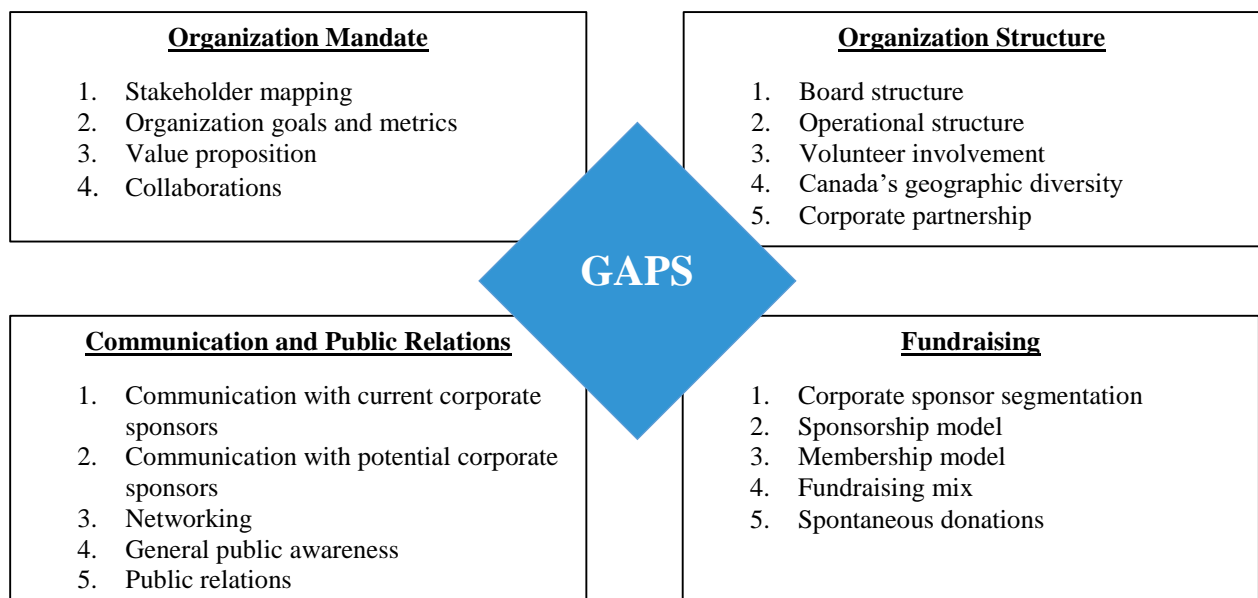 Organization Mandate
1. Stakeholder mapping
2. Organization goals and metrics
3. Value proposition
4. Collaborations
Organization Structure
1. Board structure
2. Operational structure
3. Volunteer involvement
4. Canada’s geographic diversity
5. Corporate partnership
GAPS
Communication and Public Relations
1. Communication with current corporate
sponsors
2. Communication with potential corporate
sponsors
3. Networking
4. General public awareness
5. Public relations
Fundraising
1. Corporate sponsor segmentation
2. Sponsorship model
3. Membership model
4. Fundraising mix
5. Spontaneous donations